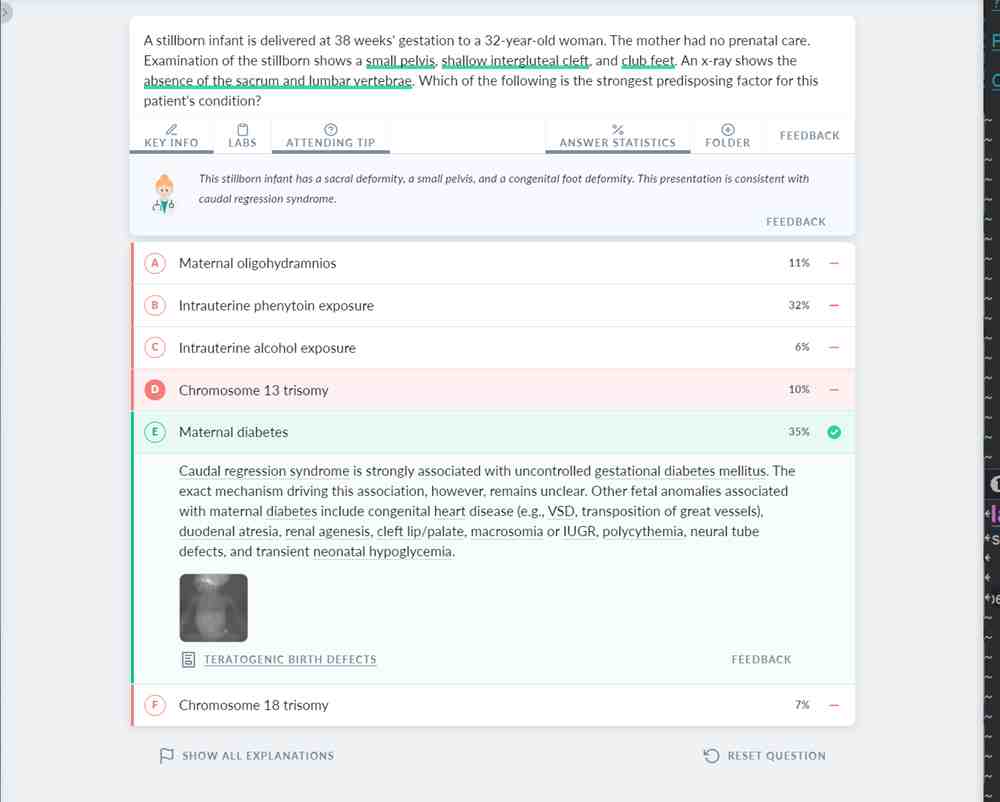 A stillborn infant is delivered at 38 weeks' gestation to a 32-year-old woman. The mother had no prenatal care.
Examination of the stillborn shows a small pelvis, shallow intergluteal cleft, and club feet. An x-ray shows the
absence of the sacrum and lumbar vertebrae. Which of the following is the strongest predisposing factor for this
patient's condition?
KEY INFO
LABS
ATTENDING TIP
ANSWER STATISTICS
FOLDER
FEEDBACK
This stillborn infant has a sacral deformity, a small pelvis, and a congenital foot deformity. This presentation is consistent with
caudal regression syndrome.
FEEDBACK
A Maternal oligohydramnios 11%
B Intrauterine phenytoin exposure 32%
C Intrauterine alcohol exposure 6%
D Chromosome 13 trisomy 10%
E Maternal diabetes 35%
Caudal regression syndrome is strongly associated with uncontrolled gestational diabetes mellitus. The
exact mechanism driving this association, however, remains unclear. Other fetal anomalies associated
with maternal diabetes include congenital heart disease (e.g., VSD, transposition of great vessels),
duodenal atresia, renal agenesis, cleft lip/palate, macrosomia or IUGR, polycythemia, neural tube
defects, and transient neonatal hypoglycemia.
TERATOGENIC BIRTH DEFECTS
FEEDBACK
F Chromosome 18 trisomy 7%
SHOW ALL EXPLANATIONS
RESET QUESTION